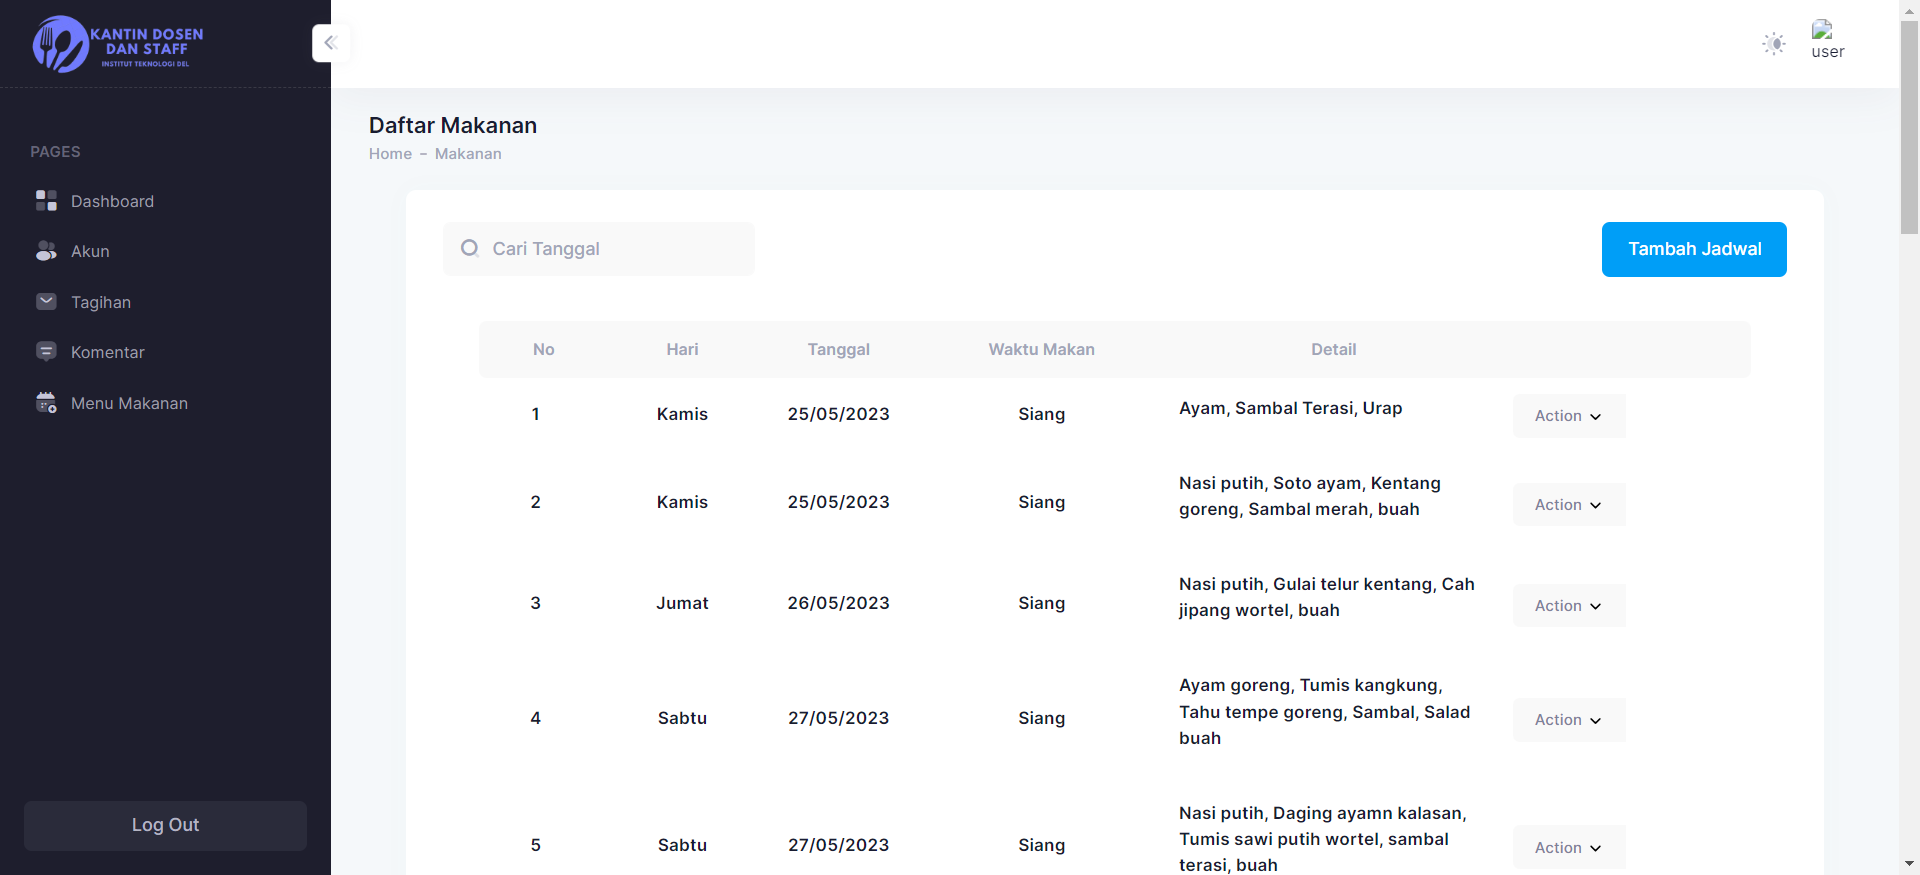 KANTIN DOSEN
DAN STAFF
INSTITUT TEKNOLOGI DEL
user
PAGES
Dashboard
Akun
Tagihan
Komentar
Menu Makanan
Log Out
Daftar Makanan
Home - Makanan
Cari Tanggal
Tambah Jadwal
No Hari Tanggal Waktu Makan Detail
1 Kamis 25/05/2023 Siang Ayam, Sambal Terasi, Urap Action
2 Kamis 25/05/2023 Siang Nasi putih, Soto ayam, Kentang
goreng, Sambal merah, buah Action
3 Jumat 26/05/2023 Siang Nasi putih, Gulai telur kentang, Cah
jipang wortel, buah Action
4 Sabtu 27/05/2023 Siang Ayam goreng, Tumis kangkung,
Tahu tempe goreng, Sambal, Salad
buah Action
5 Sabtu 27/05/2023 Siang Nasi putih, Daging ayamn kalasan,
Tumis sawi putih wortel, sambal
terasi, buah Action